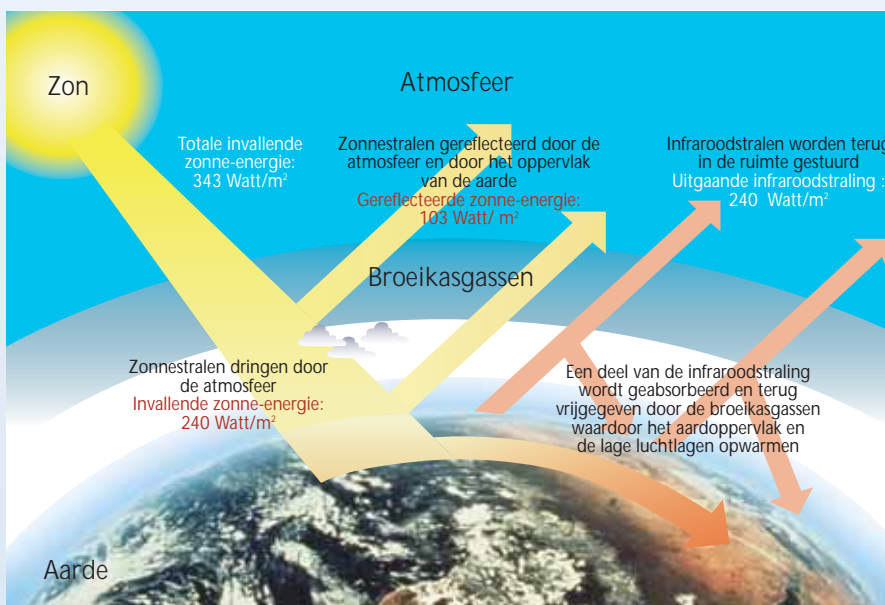 Zon
Atmosfeer
Totale invallende
zonne-energie:
343 Watt/m²
Zonnestralen gereflecteerd door de
atmosfeer en door het oppervlak
van de aarde
Gereflecteerde zonne-energie:
103 Watt/ m²
Infraroodstralen worden terug
in de ruimte gestuurd
Uitgaande infraroodstraling :
240 Watt/m²
Broeikasgassen
Zonnestralen dringen door
de atmosfeer
Invallende zonne-energie:
240 Watt/m²
Een deel van de infraroodstraling
wordt geabsorbeerd en terug
vrijgegeven door de broeikasgassen
waardoor het aardoppervlak en
de lage luchtlagen opwarmen
Aarde